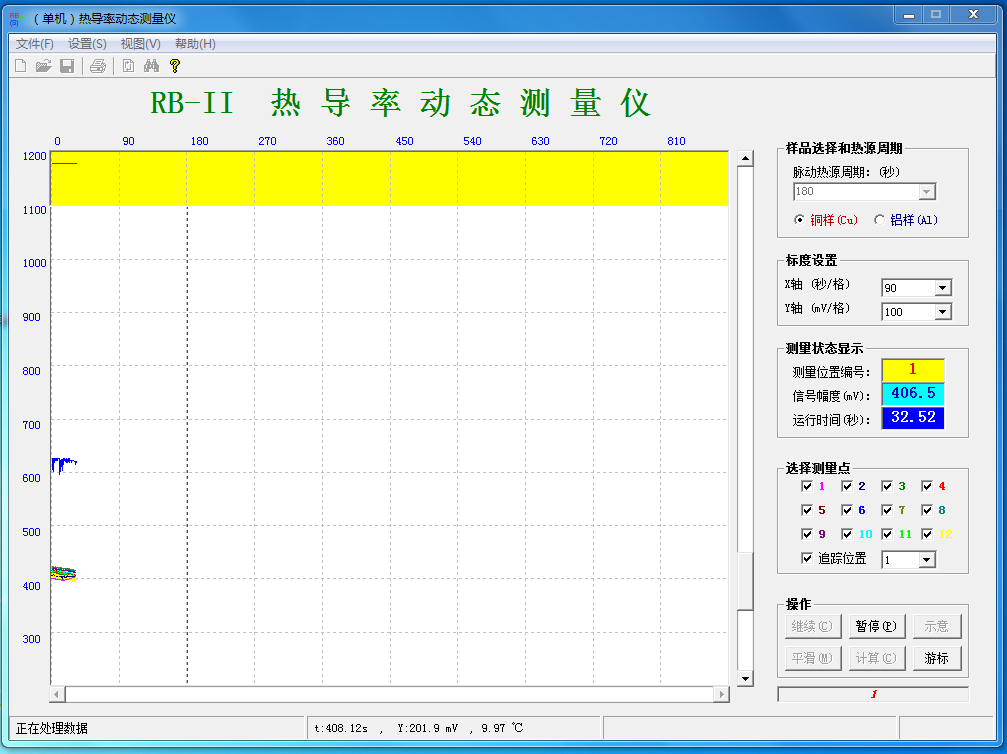 （单机）热导率动态测量仪
文件(F) 设置(S) 视图(V) 帮助(H)
RB-II 热导率动态测量仪
0 90 180 270 360 450 540 630 720 810
1200
1100
1000
900
800
700
600
500
400
300
样品选择和热源周期
脉动热源周期: (秒)
180
铜样(Cu) 铝样(Al)
标度设置
X轴 (秒/格) 90
Y轴 (mV/格) 100
测量状态显示
测量位置编号: 1
信号幅度(mV): 406.5
运行时间(秒): 32.52
选择测量点
1 2 3 4
5 6 7 8
9 10 11 12
追踪位置 1
操作
继续(C) 暂停(P) 示意
平滑(M) 计算(C) 游标
1
正在处理数据 t:408.12s , Y:201.9 mV , 9.97 ℃